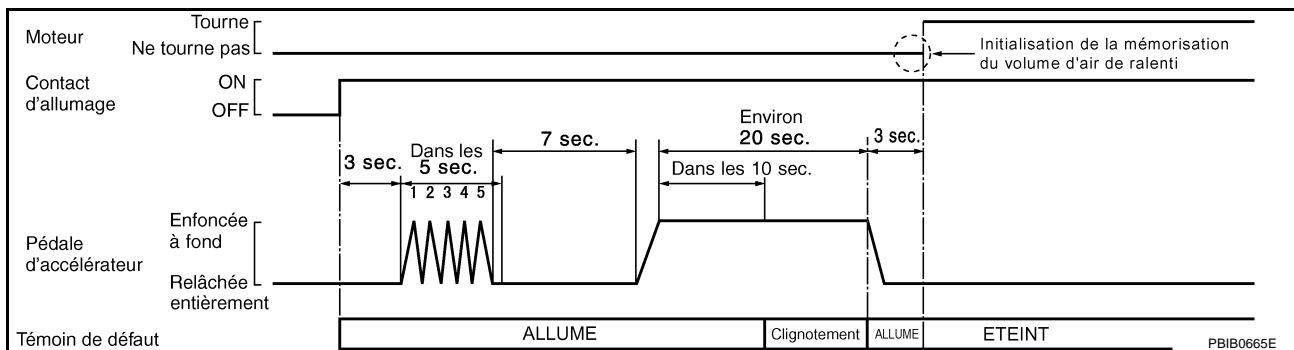 Moteur
Tourne
Ne tourne pas
Initialisation de la mémorisation
du volume d'air de ralenti
Contact
d'allumage
ON
OFF
3 sec.
Dans les
5 sec.
1 2 3 4 5
7 sec.
Environ
20 sec.
Dans les 10 sec.
3 sec.
Pédale
d'accélérateur
Enfoncée
à fond
Relâchée
entièrement
Témoin de défaut
ALLUME
Clignotement
ALLUME
ETEINT
PBIB0665E